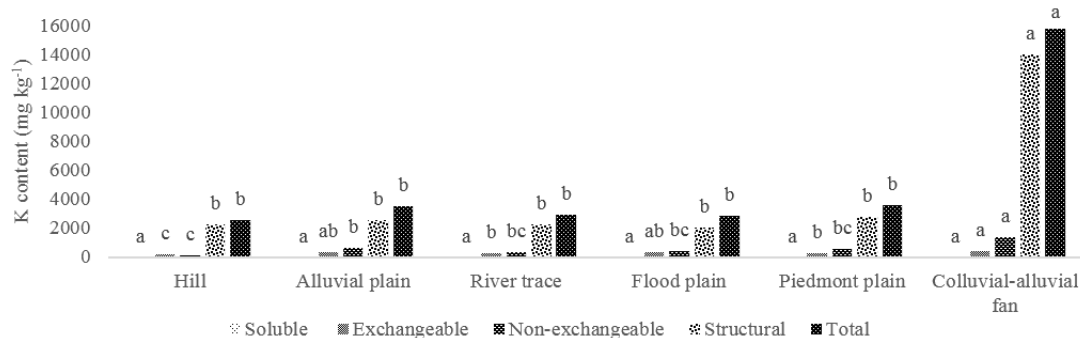 K content (mg kg⁻¹)
16000
14000
12000
10000
8000
6000
4000
2000
0
a c c b b
a ab b b b
a b bc b b
a ab bc b b
a b bc b b
a a a a a
Hill
Alluvial plain
River trace
Flood plain
Piedmont plain
Colluvial-alluvial
fan
Soluble Exchangeable Non-exchangeable Structural Total